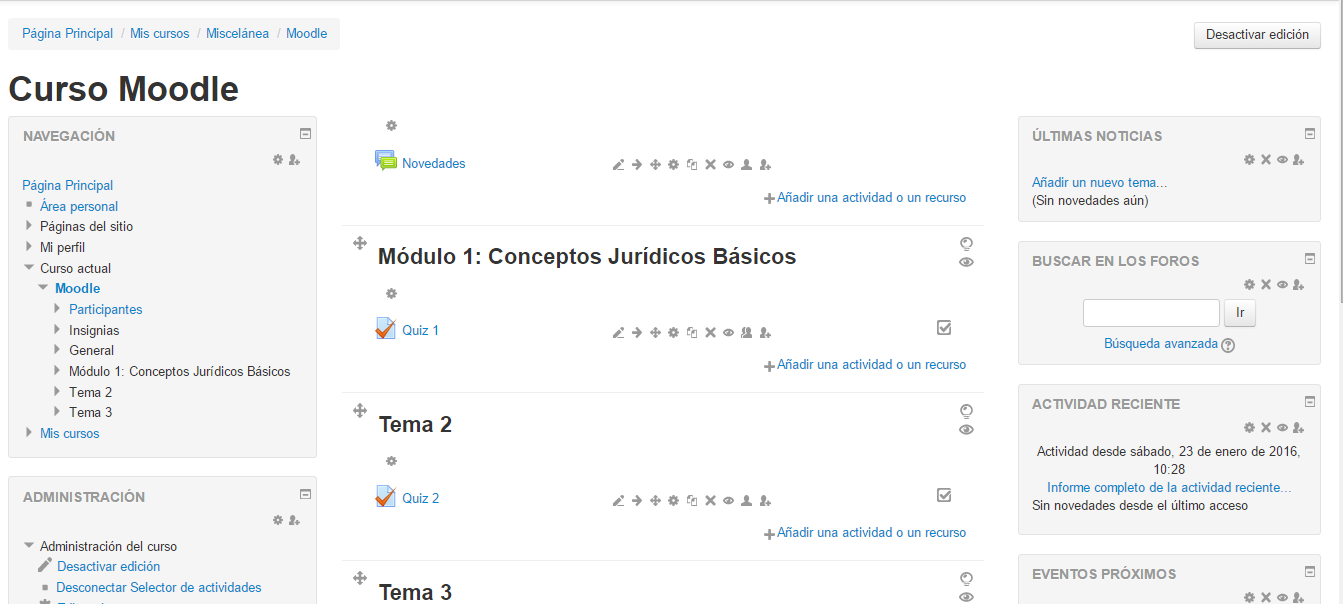 Página Principal / Mis cursos / Miscelánea / Moodle
Desactivar edición
Curso Moodle
NAVEGACIÓN
Página Principal
Área personal
Páginas del sitio
Mi perfil
Curso actual
Moodle
Participantes
Insignias
General
Módulo 1: Conceptos Jurídicos Básicos
Tema 2
Tema 3
Mis cursos
ADMINISTRACIÓN
Administración del curso
Desactivar edición
Desconectar Selector de actividades
Novedades
Añadir una actividad o un recurso
Módulo 1: Conceptos Jurídicos Básicos
Quiz 1
Añadir una actividad o un recurso
Tema 2
Quiz 2
Añadir una actividad o un recurso
Tema 3
ÚLTIMAS NOTICIAS
Añadir un nuevo tema...
(Sin novedades aún)
BUSCAR EN LOS FOROS
Ir
Búsqueda avanzada
ACTIVIDAD RECIENTE
Actividad desde sábado, 23 de enero de 2016,
10:28
Informe completo de la actividad reciente...
Sin novedades desde el último acceso
EVENTOS PRÓXIMOS